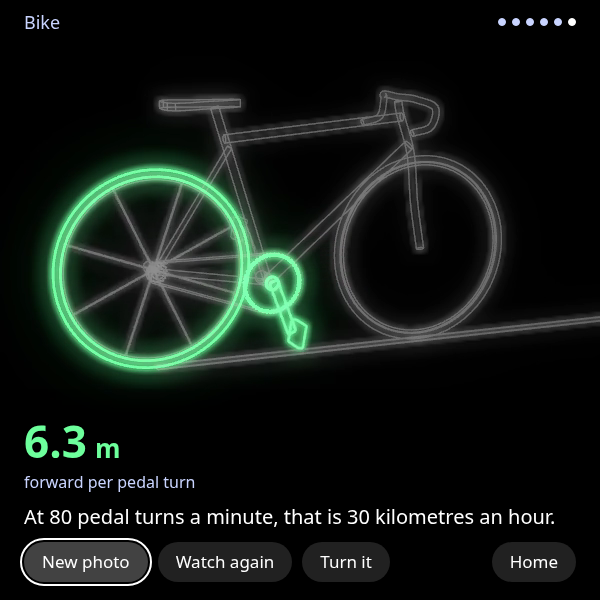 Bike
6.3 m
forward per pedal turn
At 80 pedal turns a minute, that is 30 kilometres an hour.
New photo
Watch again
Turn it
Home